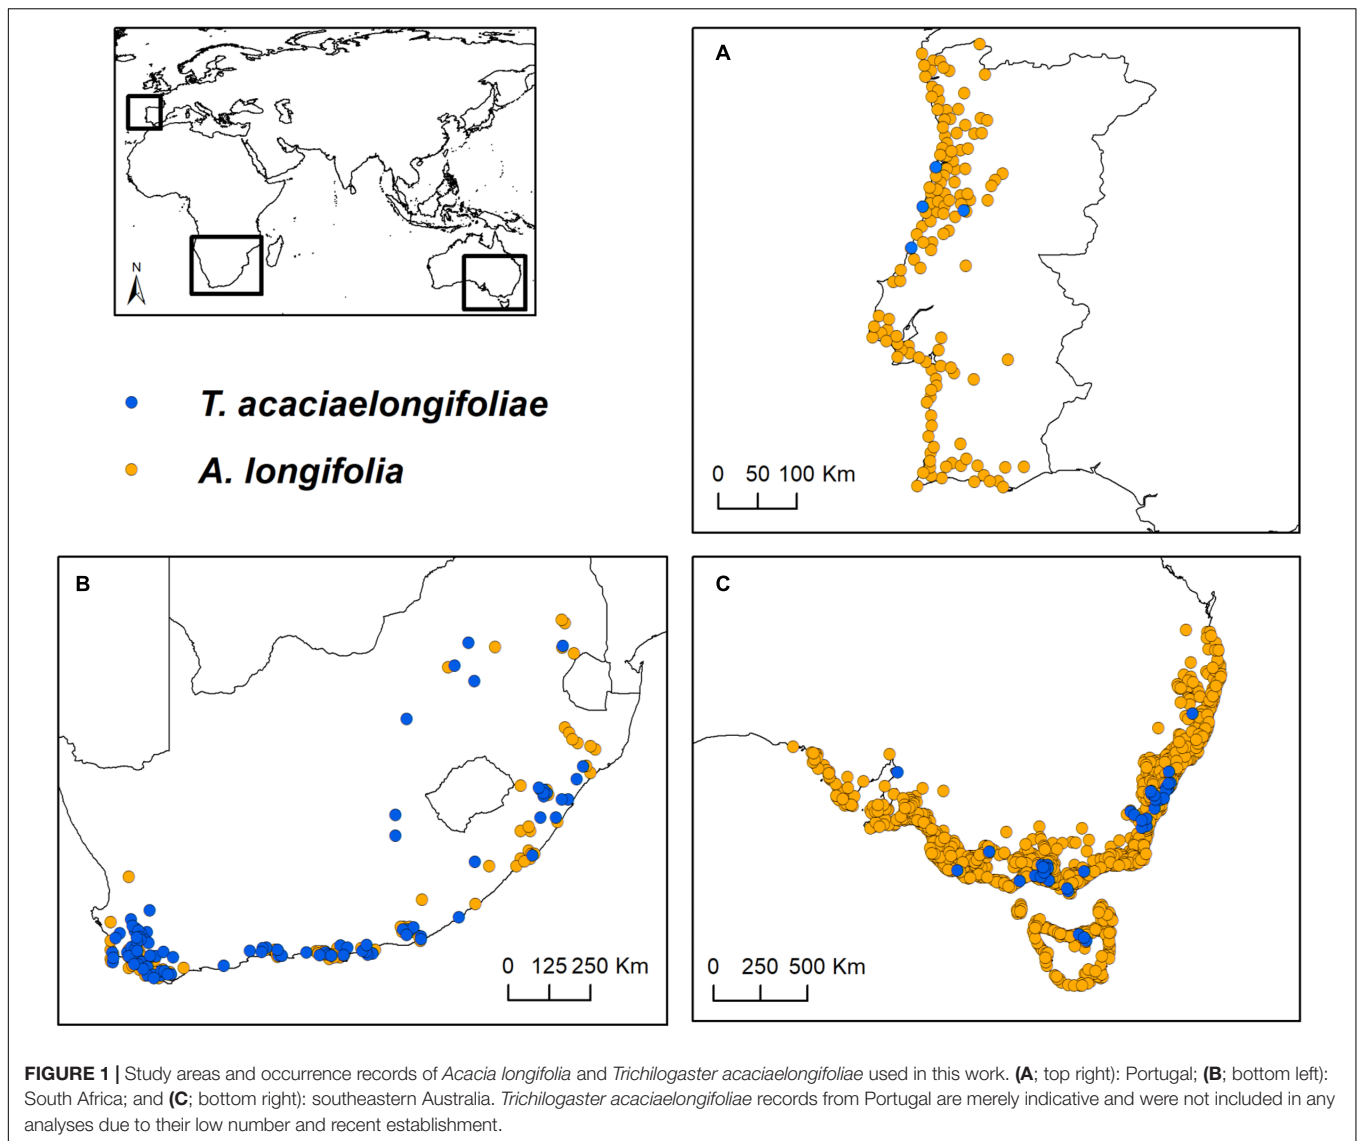 N
T. acaciaelongifoliae
A. longifolia
A
0 50 100 Km
B
0 125 250 Km
C
0 250 500 Km
FIGURE 1 | Study areas and occurrence records of Acacia longifolia and Trichilogaster acaciaelongifoliae used in this work. (A; top right): Portugal; (B; bottom left):
South Africa; and (C; bottom right): southeastern Australia. Trichilogaster acaciaelongifoliae records from Portugal are merely indicative and were not included in any
analyses due to their low number and recent establishment.